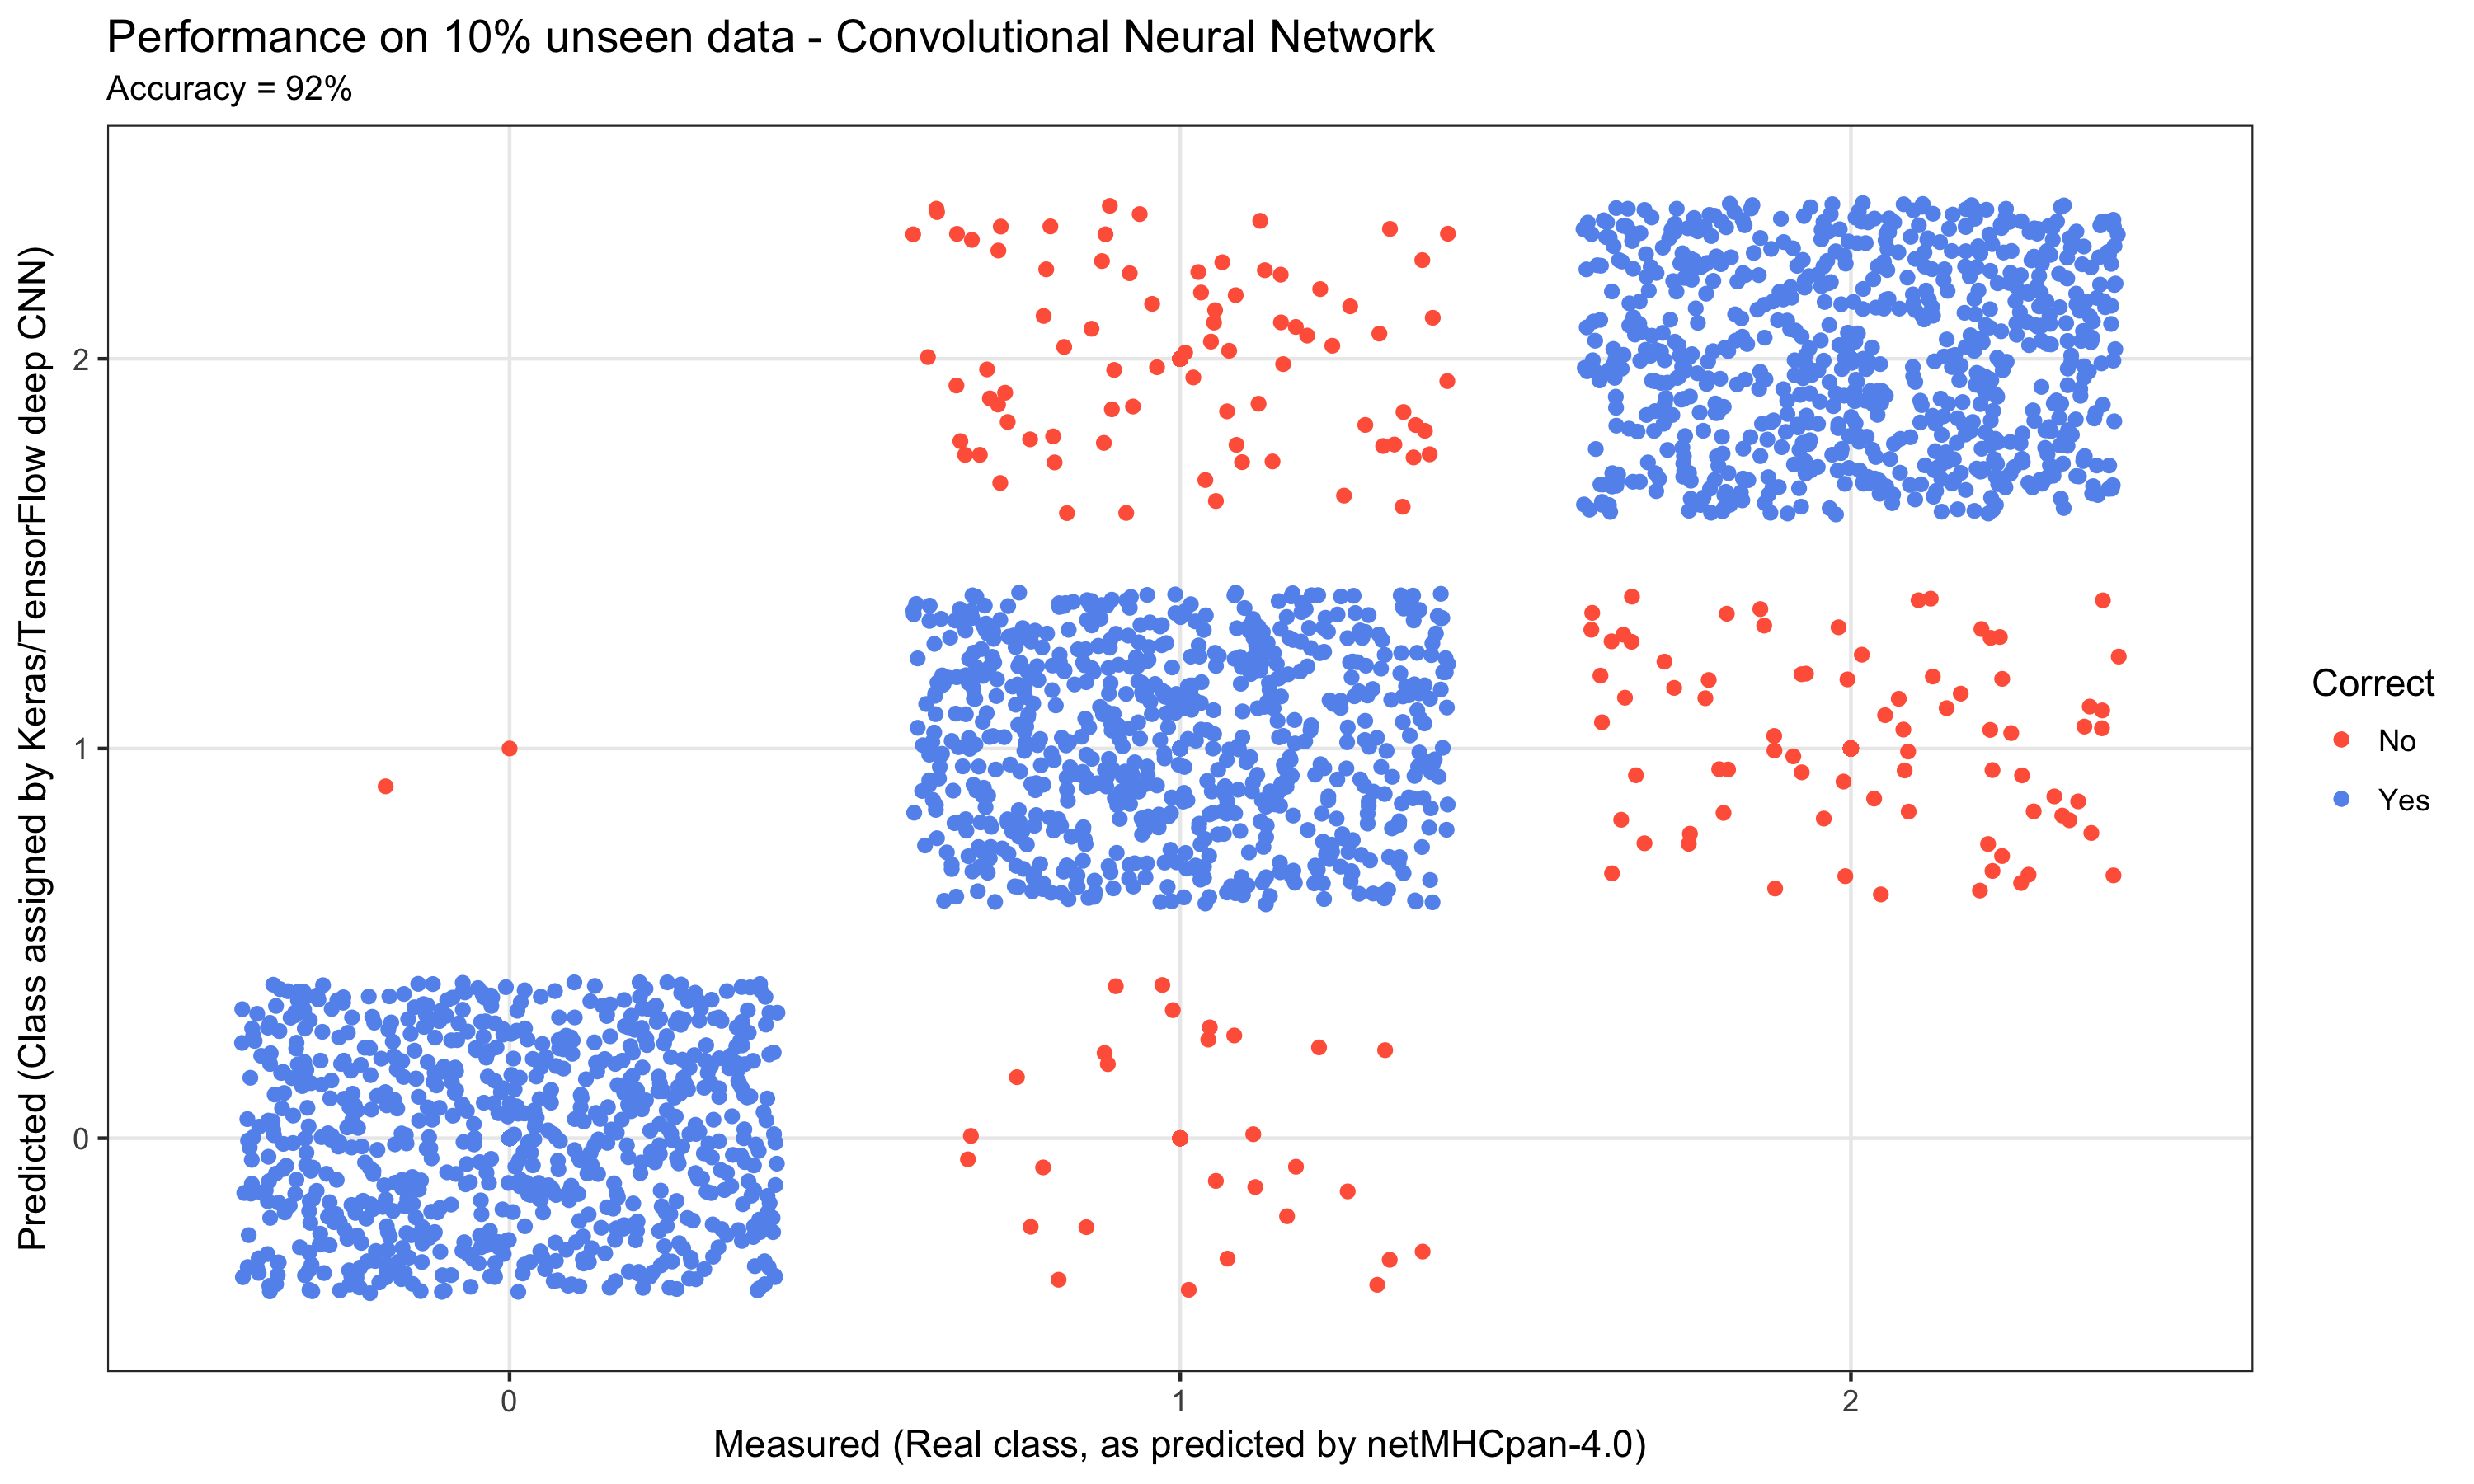 Performance on 10% unseen data - Convolutional Neural Network
Accuracy = 92%
Predicted (Class assigned by Keras/TensorFlow deep CNN)
2
1
0
0
1
2
Measured (Real class, as predicted by netMHCpan-4.0)
Correct
No
Yes